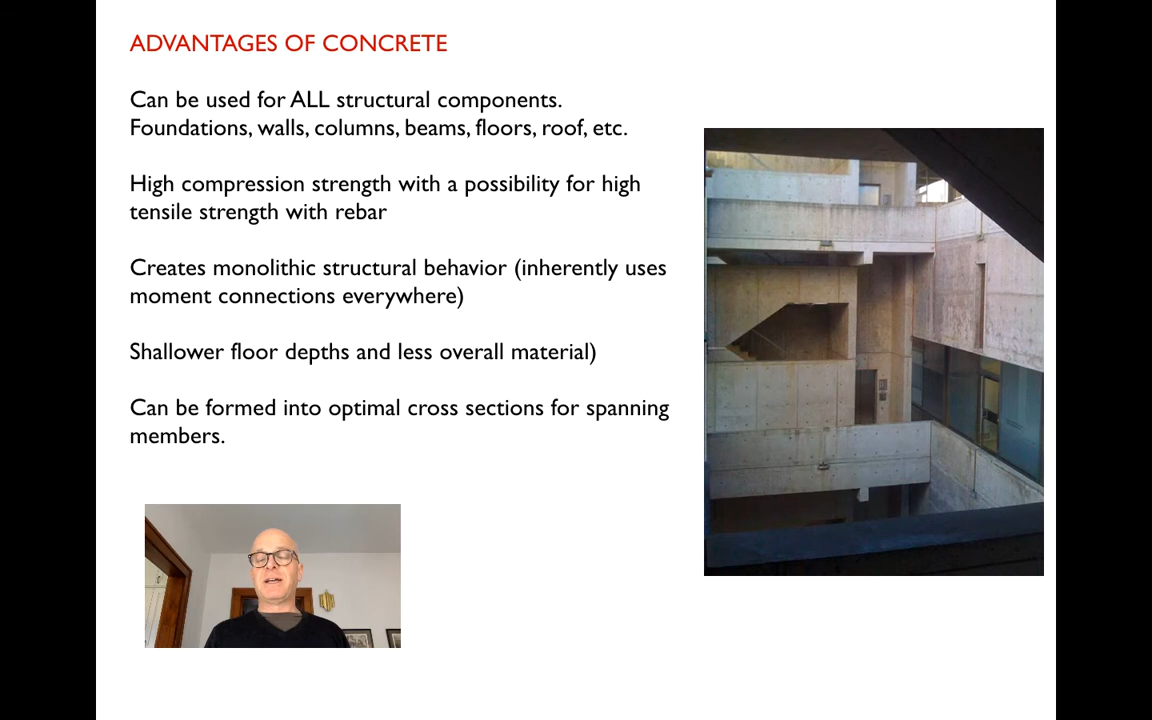 ADVANTAGES OF CONCRETE
Can be used for ALL structural components.
Foundations, walls, columns, beams, floors, roof, etc.
High compression strength with a possibility for high
tensile strength with rebar
Creates monolithic structural behavior (inherently uses
moment connections everywhere)
Shallower floor depths and less overall material)
Can be formed into optimal cross sections for spanning
members.